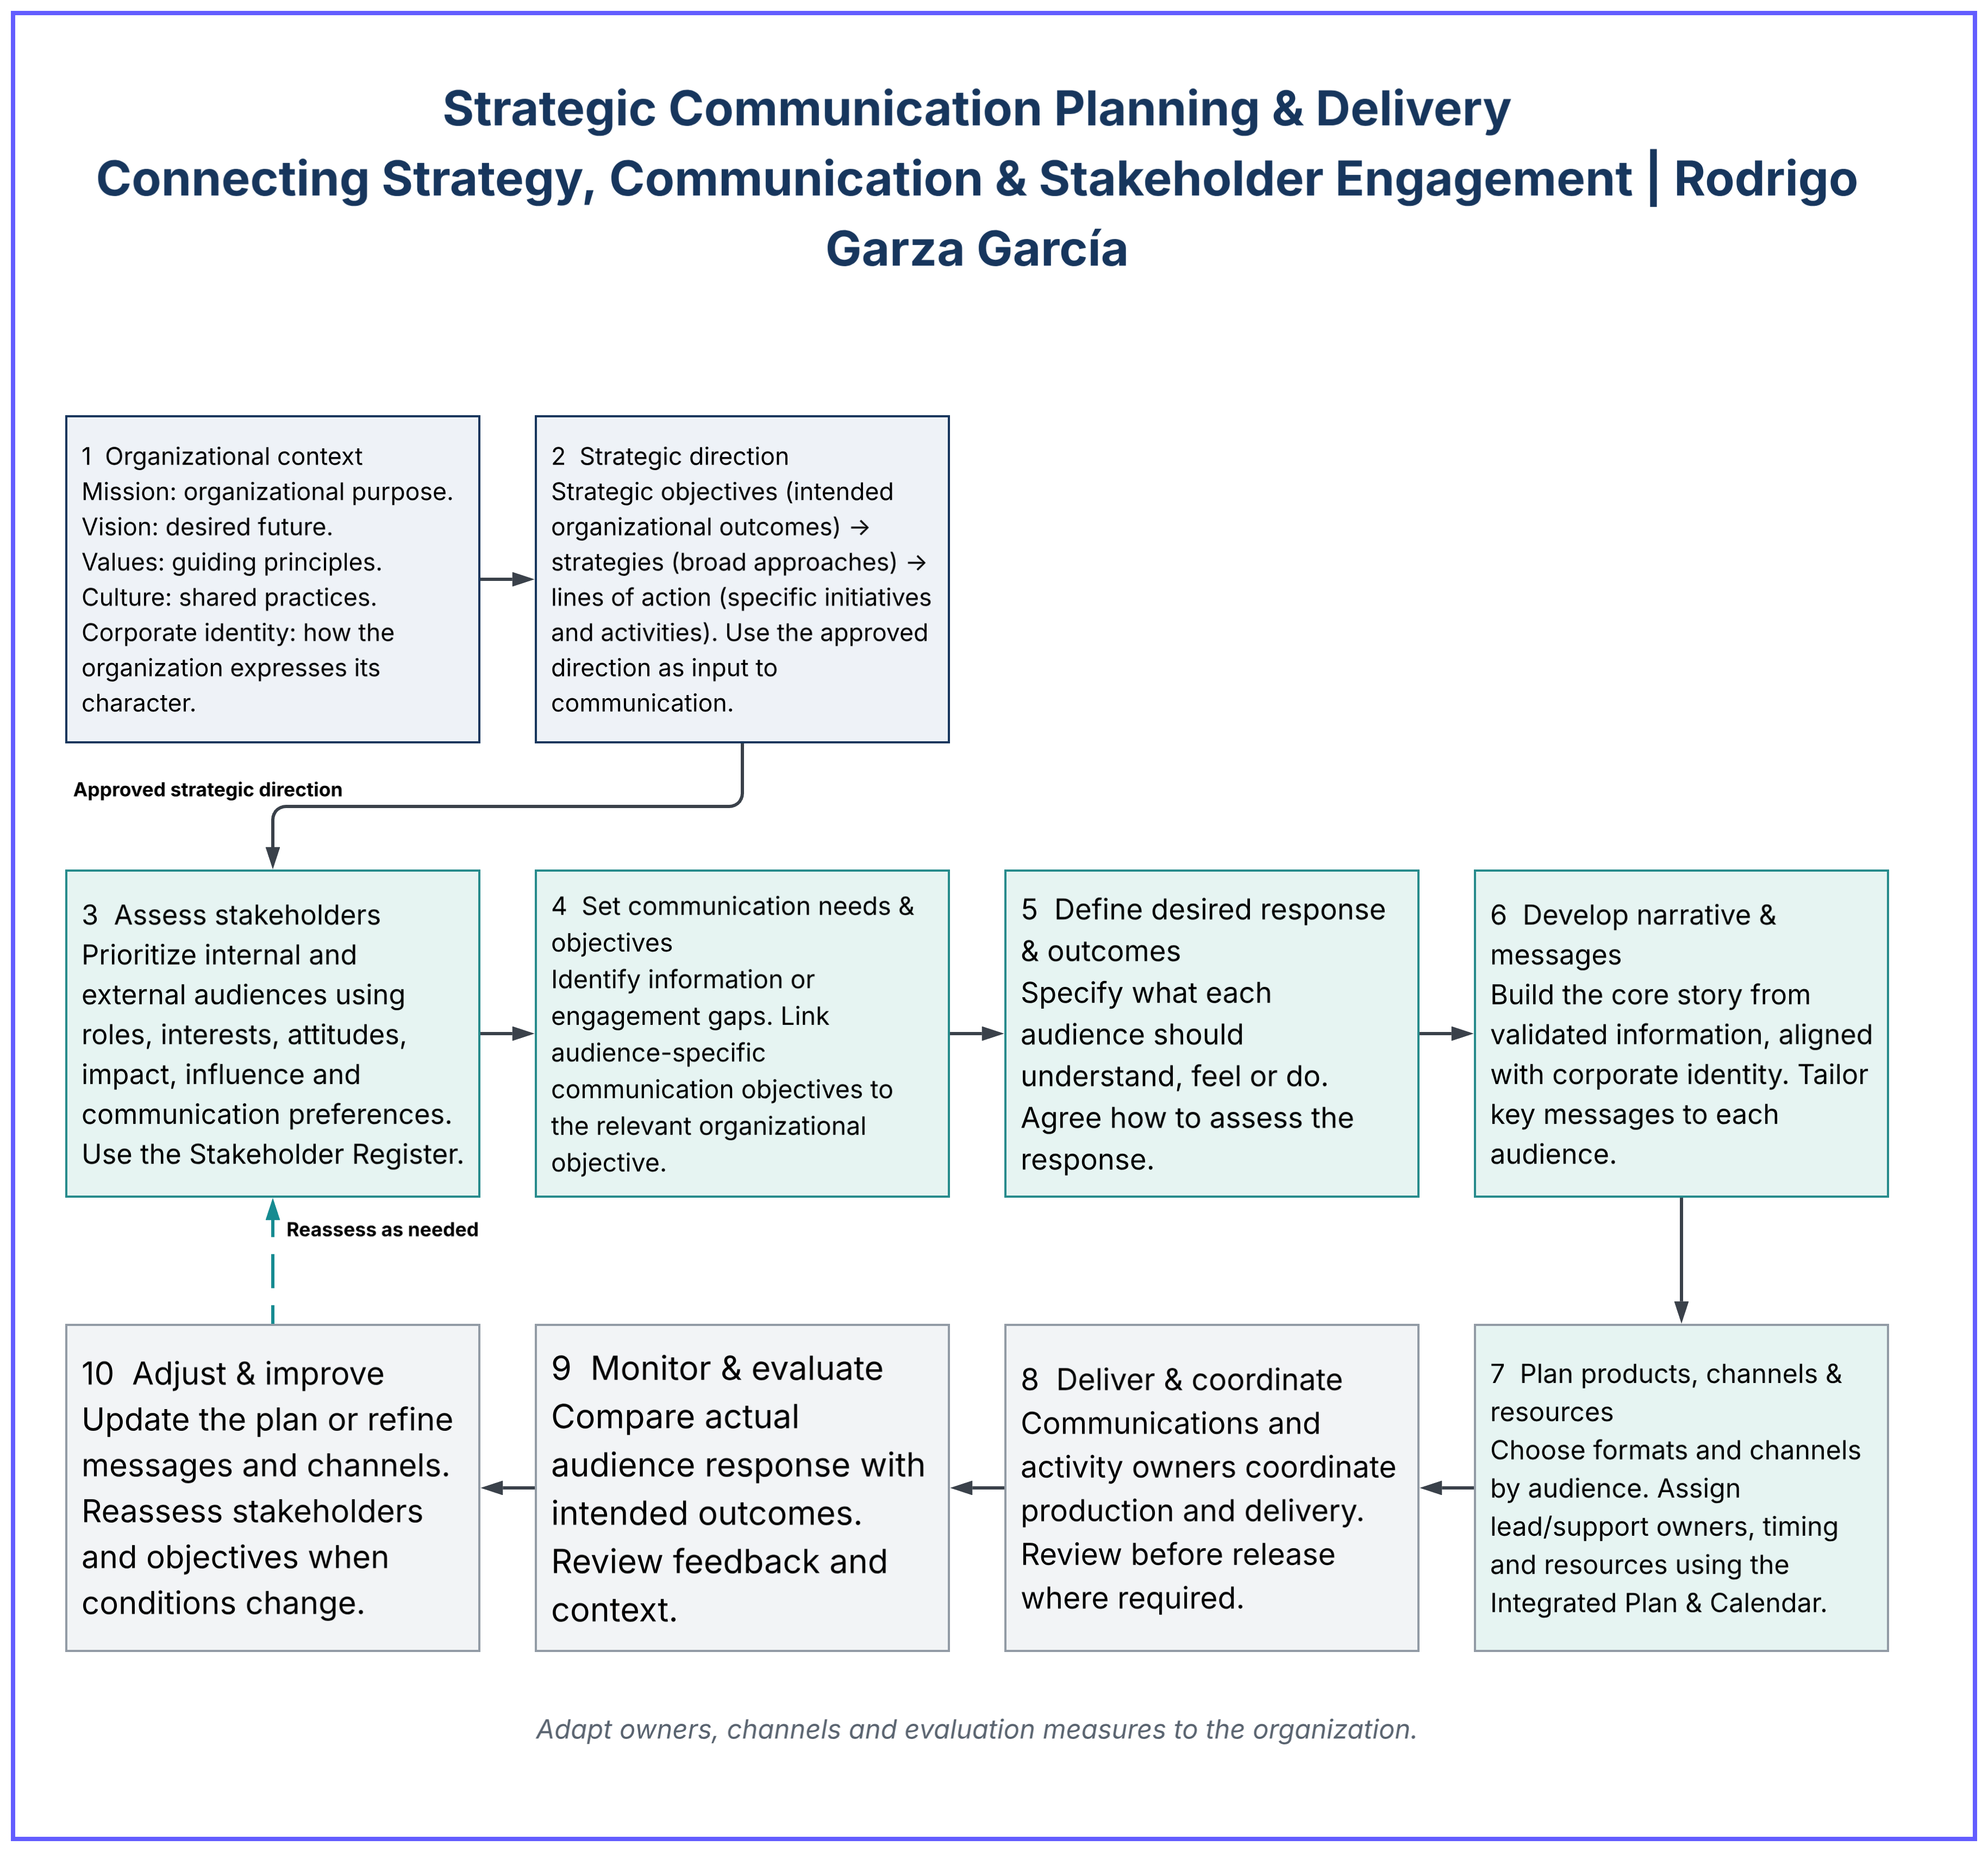 Strategic Communication Planning & Delivery
Connecting Strategy, Communication & Stakeholder Engagement | Rodrigo
Garza García
1  Organizational context
Mission: organizational purpose.
Vision: desired future.
Values: guiding principles.
Culture: shared practices.
Corporate identity: how the
organization expresses its
character.
2  Strategic direction
Strategic objectives (intended
organizational outcomes) →
strategies (broad approaches) →
lines of action (specific initiatives
and activities). Use the approved
direction as input to
communication.
Approved strategic direction
3  Assess stakeholders
Prioritize internal and
external audiences using
roles, interests, attitudes,
impact, influence and
communication preferences.
Use the Stakeholder Register.
4  Set communication needs &
objectives
Identify information or
engagement gaps. Link
audience-specific
communication objectives to
the relevant organizational
objective.
5  Define desired response
& outcomes
Specify what each
audience should
understand, feel or do.
Agree how to assess the
response.
6  Develop narrative &
messages
Build the core story from
validated information, aligned
with corporate identity. Tailor
key messages to each
audience.
Reassess as needed
7  Plan products, channels &
resources
Choose formats and channels
by audience. Assign
lead/support owners, timing
and resources using the
Integrated Plan & Calendar.
8  Deliver & coordinate
Communications and
activity owners coordinate
production and delivery.
Review before release
where required.
9  Monitor & evaluate
Compare actual
audience response with
intended outcomes.
Review feedback and
context.
10  Adjust & improve
Update the plan or refine
messages and channels.
Reassess stakeholders
and objectives when
conditions change.
Adapt owners, channels and evaluation measures to the organization.